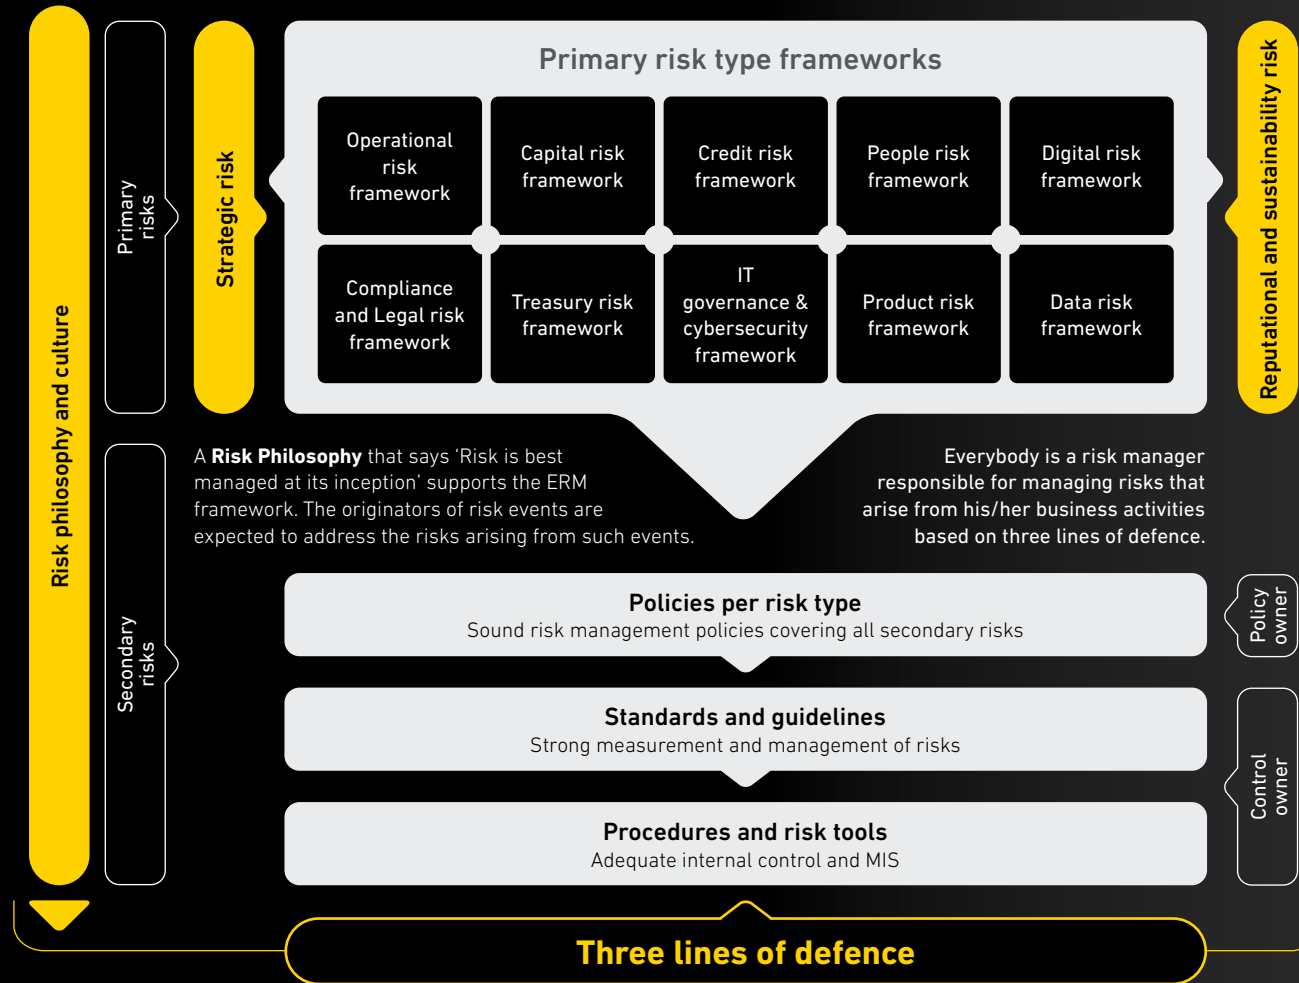 Risk philosophy and culture
Primary
risks
Strategic risk
Primary risk type frameworks
Operational
risk
framework
Capital risk
framework
Credit risk
framework
People risk
framework
Digital risk
framework
Compliance
and Legal risk
framework
Treasury risk
framework
IT
governance &
cybersecurity
framework
Product risk
framework
Data risk
framework
Reputational and sustainability risk
Secondary
risks
A Risk Philosophy that says ‘Risk is best
managed at its inception’ supports the ERM
framework. The originators of risk events are
expected to address the risks arising from such events.
Everybody is a risk manager
responsible for managing risks that
arise from his/her business activities
based on three lines of defence.
Policies per risk type
Sound risk management policies covering all secondary risks
Policy
owner
Standards and guidelines
Strong measurement and management of risks
Procedures and risk tools
Adequate internal control and MIS
Control
owner
Three lines of defence